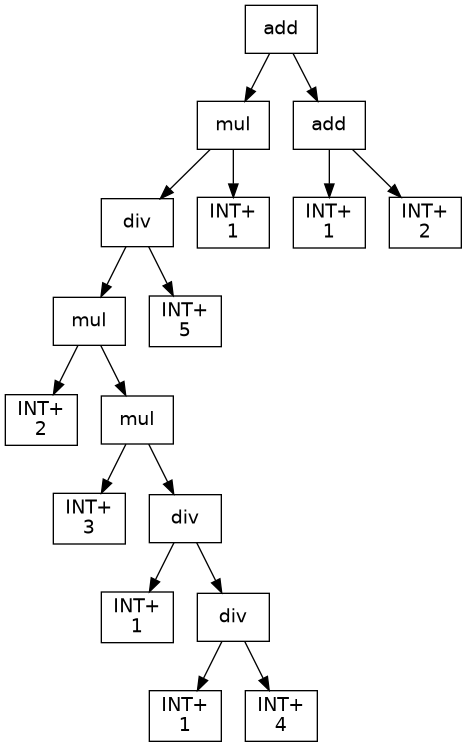 add
mul
add
div
INT+
1
INT+
1
INT+
2
mul
INT+
5
INT+
2
mul
INT+
3
div
INT+
1
div
INT+
1
INT+
4